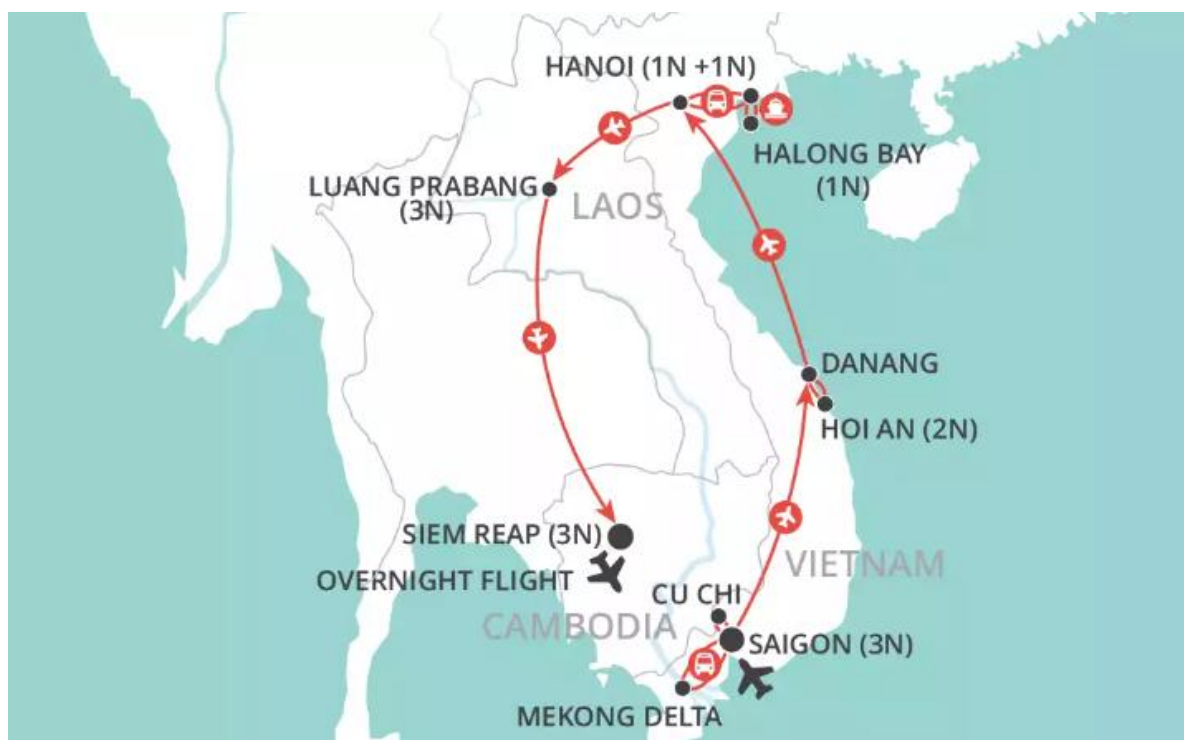 HANOI (1N +1N)
HALONG BAY
(1N)
LUANG PRABANG
(3N)
LAOS
DANANG
HOI AN (2N)
SIEM REAP (3N)
OVERNIGHT FLIGHT
VIETNAM
CU CHI
CAMBODIA
SAIGON (3N)
MEKONG DELTA